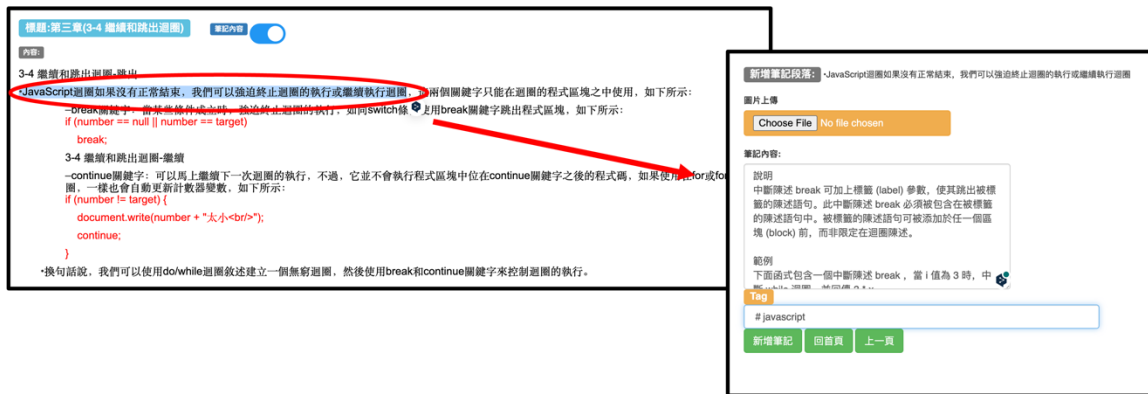 標題:第三章(3-4 繼續和跳出迴圈)
筆記內容
內容:
3-4 繼續和跳出迴圈-跳出
•JavaScript迴圈如果沒有正常結束，我們可以強迫終止迴圈的執行或繼續執行迴圈，這兩個關鍵字只能在迴圈的程式區塊之中使用，如下所示：
–break關鍵字：當某些條件成立時，強迫終止迴圈的執行，如同switch條 使用break關鍵字跳出程式區塊，如下所示：
if (number == null || number == target)
break;
3-4 繼續和跳出迴圈-繼續
–continue關鍵字：可以馬上繼續下一次迴圈的執行，不過，它並不會執行程式區塊中位在continue關鍵字之後的程式碼，如果使用在for或for
圈，一樣也會自動更新計數器變數，如下所示：
if (number != target) {
document.write(number + "太小<br/>");
continue;
}
•換句話說，我們可以使用do/while迴圈敘述建立一個無窮迴圈，然後使用break和continue關鍵字來控制迴圈的執行。
新增筆記段落: •JavaScript迴圈如果沒有正常結束，我們可以強迫終止迴圈的執行或繼續執行迴圈
圖片上傳
Choose File No file chosen
筆記內容:
說明
中斷陳述 break 可加上標籤 (label) 參數，使其跳出被標
籤的陳述語句。此中斷陳述 break 必須被包含在被標籤
的陳述語句中。被標籤的陳述語句可被添加於任一個區
塊 (block) 前，而非限定在迴圈陳述。
範例
下面函式包含一個中斷陳述 break ，當 i 值為 3 時，中
斷 while 迴圈，並回傳 3 * x
Tag
# javascript
新增筆記 回首頁 上一頁